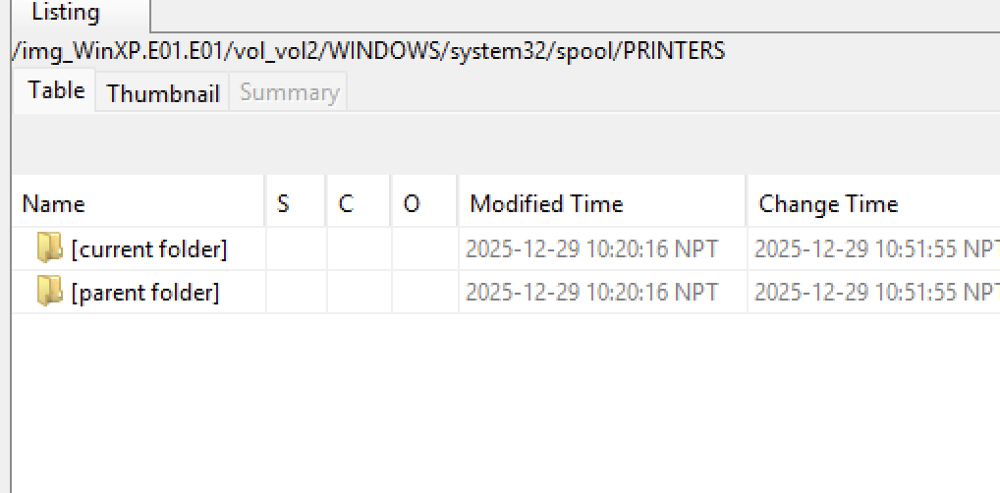 Listing
/img_WinXP.E01.E01/vol_vol2/WINDOWS/system32/spool/PRINTERS
Table Thumbnail Summary
Name S C O Modified Time Change Time
[current folder] 2025-12-29 10:20:16 NPT 2025-12-29 10:51:55 NPT
[parent folder] 2025-12-29 10:20:16 NPT 2025-12-29 10:51:55 NPT